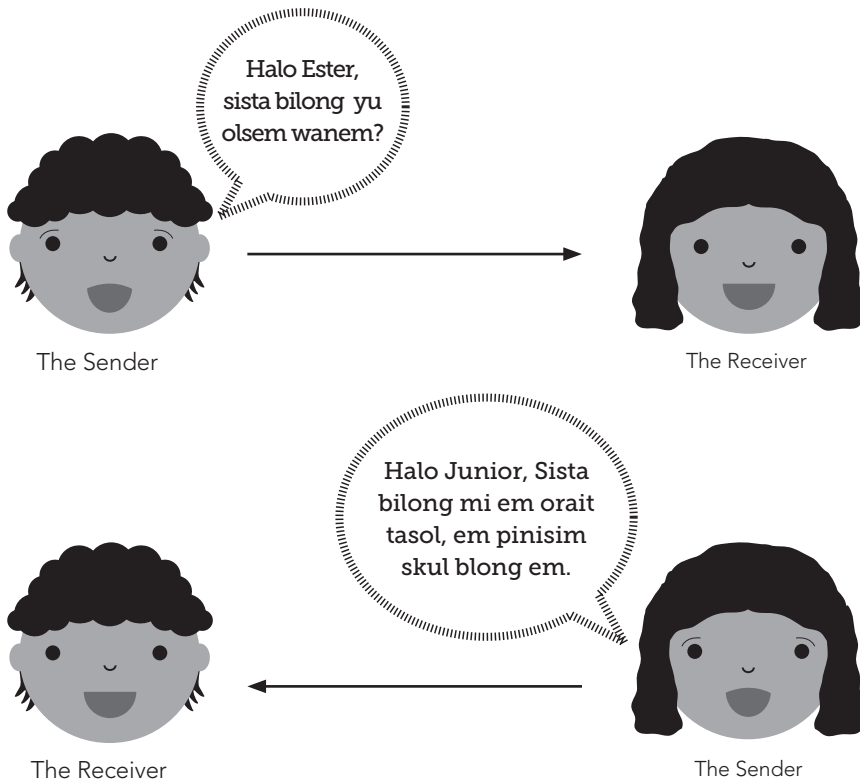 Halo Ester,
sista bilong yu
olsem wanem?
The Sender
The Receiver
Halo Junior, Sista
bilong mi em orait
tasol, em pinisim
skul blong em.
The Receiver
The Sender